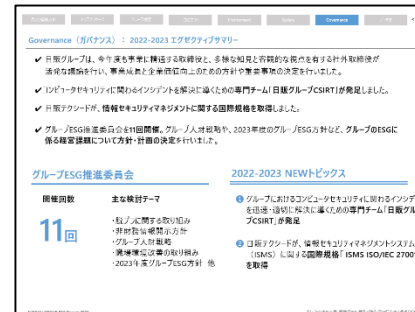 Governance
Governance（ガバナンス）： 2022-2023 エグゼクティブサマリー
✔ 日販グループは、今年度も事業に精通する取締役と、多様な知見と客観的な視点を有する社外取締役が
活発な議論を行い、事業成長と企業価値向上のための方針や重要事項の決定を行いました。
✔ コンピュータセキュリティに関わるインシデントを解決に導くための専門チーム「日販グループCSIRT」が発足しました。
✔ 日販テクシードが、情報セキュリティマネジメントに関する国際規格を取得しました。
✔ グループESG推進委員会を11回開催。グループ人財戦略や、2023年度のグループESG方針など、グループのESGに
係る経営課題について方針・計画の決定を行いました。
グループESG推進委員会
2022-2023 NEWトピックス
開催回数
主な検討テーマ
11回
・脱プラに関する取り組み
・非財務情報開示方針
・グループ人財戦略
・職場環境改善の取り組み
・2023年度グループESG方針 他
❶ グループにおけるコンピュータセキュリティに関わるインシデ
を迅速・適切に解決に導くための専門チーム「日販グル
CSIRT」が発足
❷ 日販テクシードが、情報セキュリティマネジメントシステム
（ISMS）に関する国際規格「ISMS ISO/IEC 2700
を取得